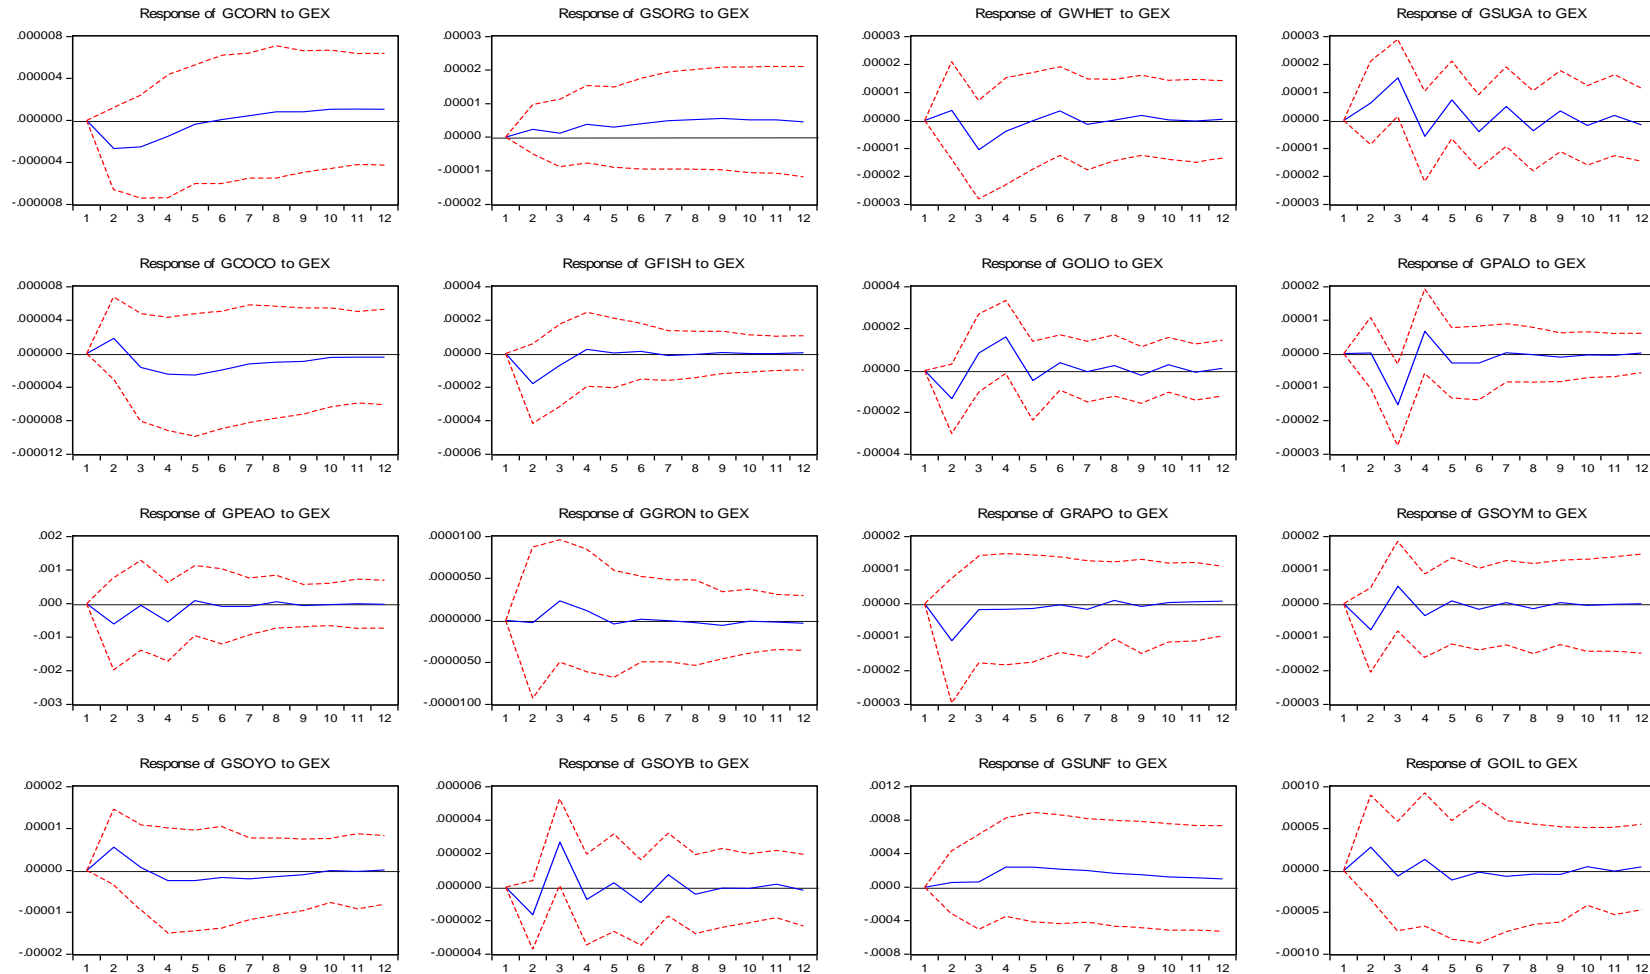 Response of GCORN to GEX
.000008
.000004
.000000
-.000004
-.000008
1 2 3 4 5 6 7 8 9 10 11 12
Response of GSORG to GEX
.00003
.00002
.00001
.00000
-.00001
-.00002
1 2 3 4 5 6 7 8 9 10 11 12
Response of GWHET to GEX
.00003
.00002
.00001
.00000
-.00001
-.00002
-.00003
1 2 3 4 5 6 7 8 9 10 11 12
Response of GSUGA to GEX
.00003
.00002
.00001
.00000
-.00001
-.00002
-.00003
1 2 3 4 5 6 7 8 9 10 11 12
Response of GCOCO to GEX
.000008
.000004
.000000
-.000004
-.000008
-.000012
1 2 3 4 5 6 7 8 9 10 11 12
Response of GFISH to GEX
.00004
.00002
.00000
-.00002
-.00004
-.00006
1 2 3 4 5 6 7 8 9 10 11 12
Response of GOLIO to GEX
.00004
.00002
.00000
-.00002
-.00004
1 2 3 4 5 6 7 8 9 10 11 12
Response of GPALO to GEX
.00002
.00001
.00000
-.00001
-.00002
-.00003
1 2 3 4 5 6 7 8 9 10 11 12
Response of GPEAO to GEX
.002
.001
.000
-.001
-.002
-.003
1 2 3 4 5 6 7 8 9 10 11 12
Response of GGRON to GEX
.0000100
.0000050
.0000000
-.0000050
-.0000100
1 2 3 4 5 6 7 8 9 10 11 12
Response of GRAPO to GEX
.00002
.00001
.00000
-.00001
-.00002
-.00003
1 2 3 4 5 6 7 8 9 10 11 12
Response of GSOYM to GEX
.00002
.00001
.00000
-.00001
-.00002
-.00003
1 2 3 4 5 6 7 8 9 10 11 12
Response of GSOYO to GEX
.00002
.00001
.00000
-.00001
-.00002
1 2 3 4 5 6 7 8 9 10 11 12
Response of GSOYB to GEX
.000006
.000004
.000002
.000000
-.000002
-.000004
1 2 3 4 5 6 7 8 9 10 11 12
Response of GSUNF to GEX
.0012
.0008
.0004
.0000
-.0004
-.0008
1 2 3 4 5 6 7 8 9 10 11 12
Response of GOIL to GEX
.00010
.00005
.00000
-.00005
-.00010
1 2 3 4 5 6 7 8 9 10 11 12